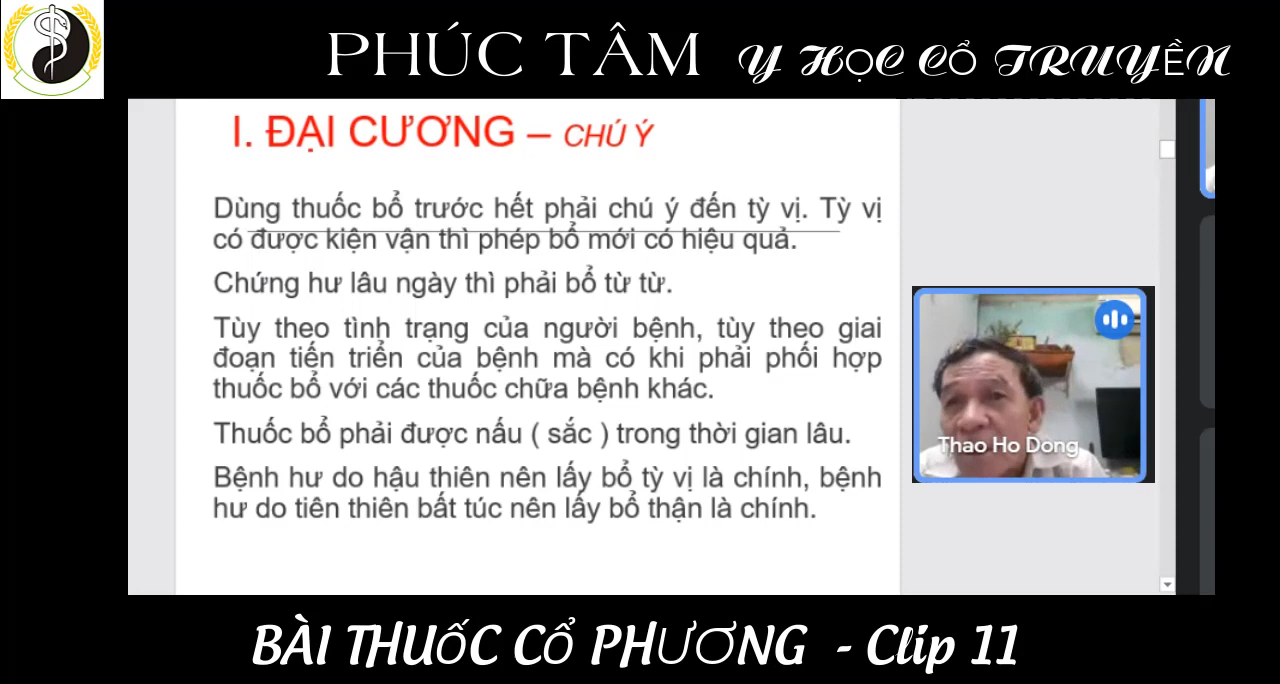 PHÚC TÂM Y HỌC CỔ TRUYỀN
I. ĐẠI CƯƠNG – CHÚ Ý
Dùng thuốc bổ trước hết phải chú ý đến tỳ vị. Tỳ vị
có được kiện vận thì phép bổ mới có hiệu quả.
Chứng hư lâu ngày thì phải bổ từ từ.
Tùy theo tình trạng của người bệnh, tùy theo giai
đoạn tiến triển của bệnh mà có khi phải phối hợp
thuốc bổ với các thuốc chữa bệnh khác.
Thuốc bổ phải được nấu ( sắc ) trong thời gian lâu.
Bệnh hư do hậu thiên nên lấy bổ tỳ vị là chính, bệnh
hư do tiên thiên bất túc nên lấy bổ thận là chính.
Thao Ho Dong
BÀI THUỐC CỔ PHƯƠNG - Clip 11